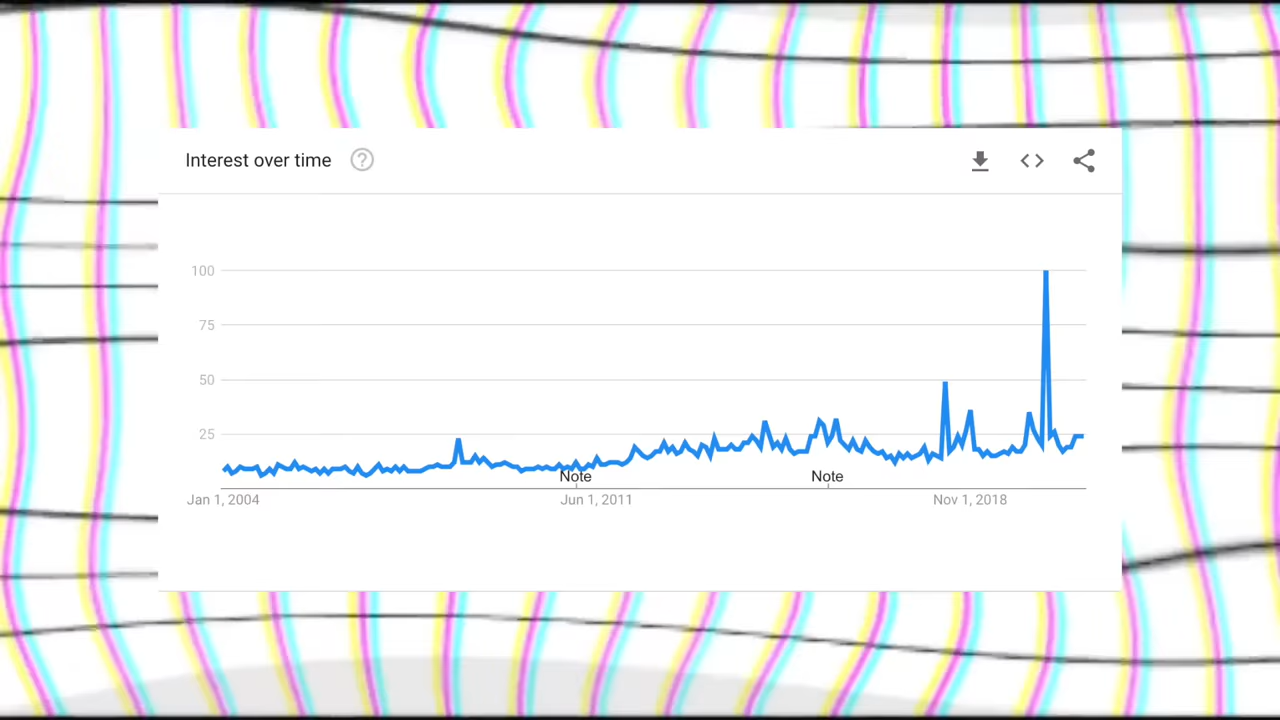 Interest over time
100
75
50
25
Note Note
Jan 1, 2004 Jun 1, 2011 Nov 1, 2018